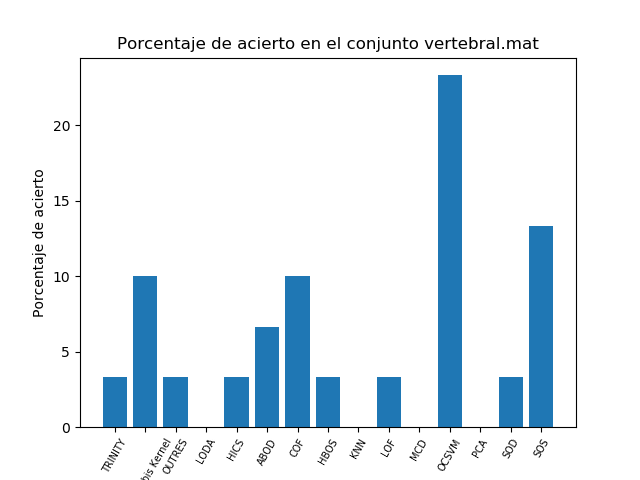 Porcentaje de acierto en el conjunto vertebral.mat
Porcentaje de acierto
20
15
10
5
0
TRINITY
Kernel
OUTRES
LODA
HICS
ABOD
COF
HBOS
KNN
LOF
MCD
OCSVM
PCA
SOD
SOS